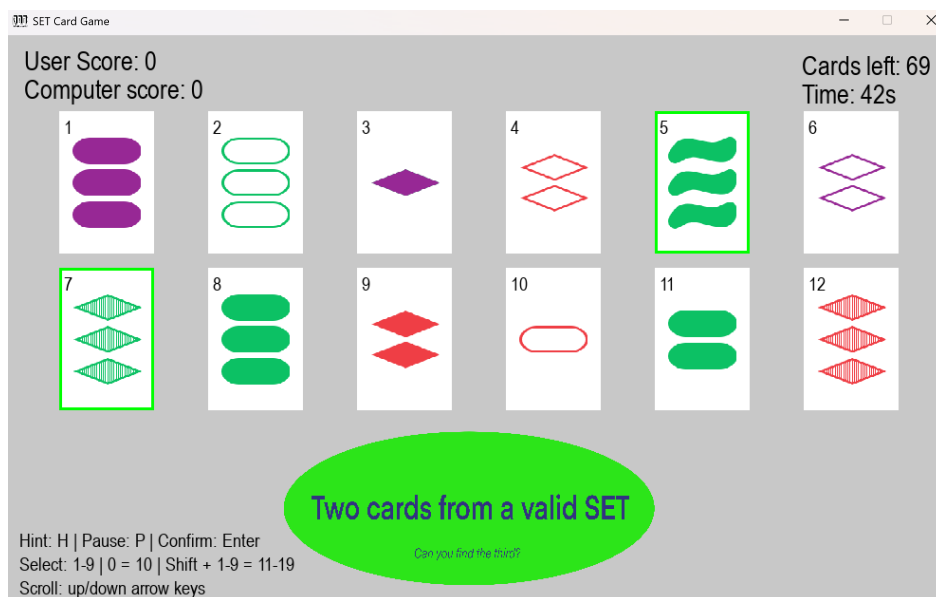 SET Card Game
User Score: 0
Computer score: 0
Cards left: 69
Time: 42s
1
2
3
4
5
6
7
8
9
10
11
12
Two cards from a valid SET
Can you find the third?
Hint: H | Pause: P | Confirm: Enter
Select: 1-9 | 0 = 10 | Shift + 1-9 = 11-19
Scroll: up/down arrow keys